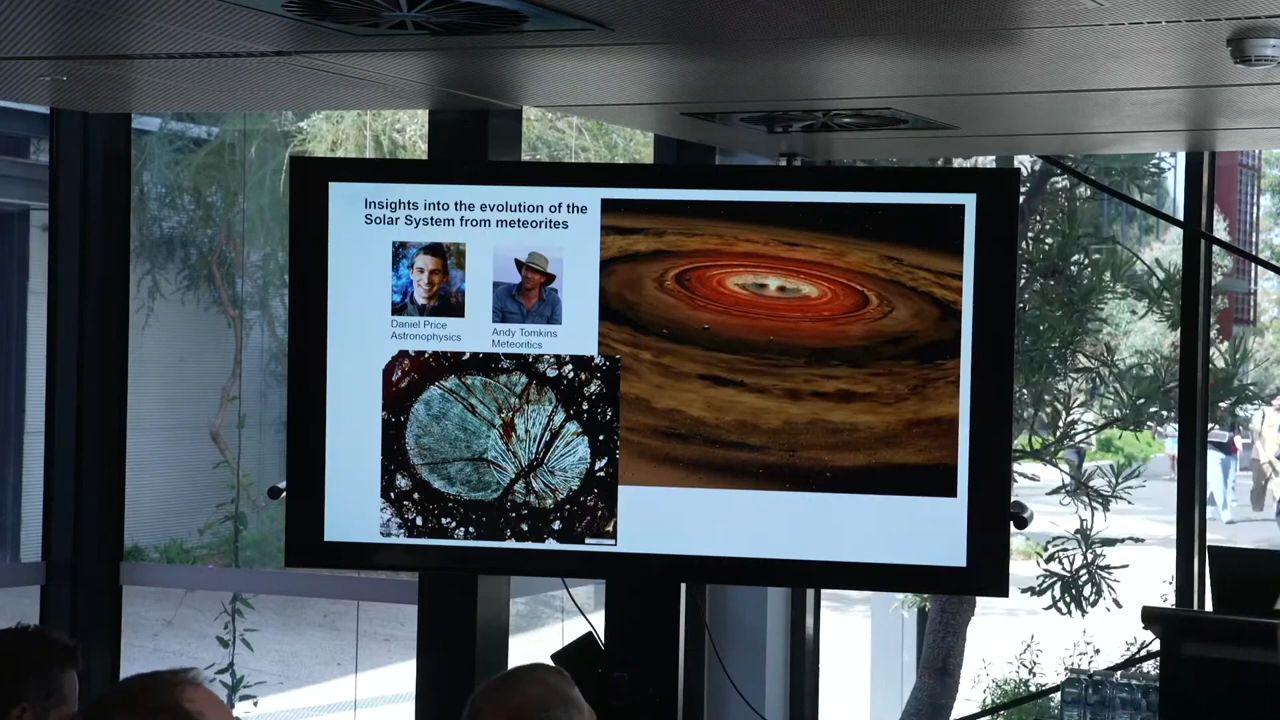 Insights into the evolution of the
Solar System from meteorites
Daniel Price
Astrophysics
Andy Tomkins
Meteoritics